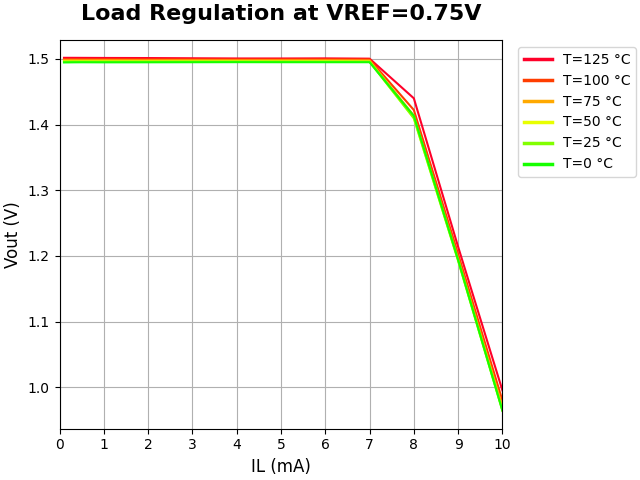 Load Regulation at VREF=0.75V
Vout (V)
1.5
1.4
1.3
1.2
1.1
1.0
0 1 2 3 4 5 6 7 8 9 10
IL (mA)
T=125 °C
T=100 °C
T=75 °C
T=50 °C
T=25 °C
T=0 °C